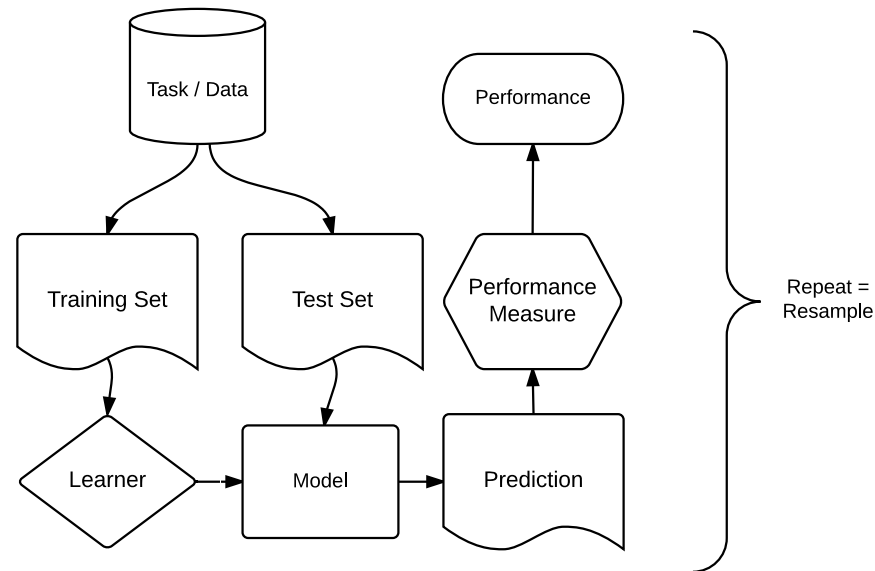 Task / Data
Performance
Training Set
Test Set
Performance
Measure
Repeat =
Resample
Learner
Model
Prediction